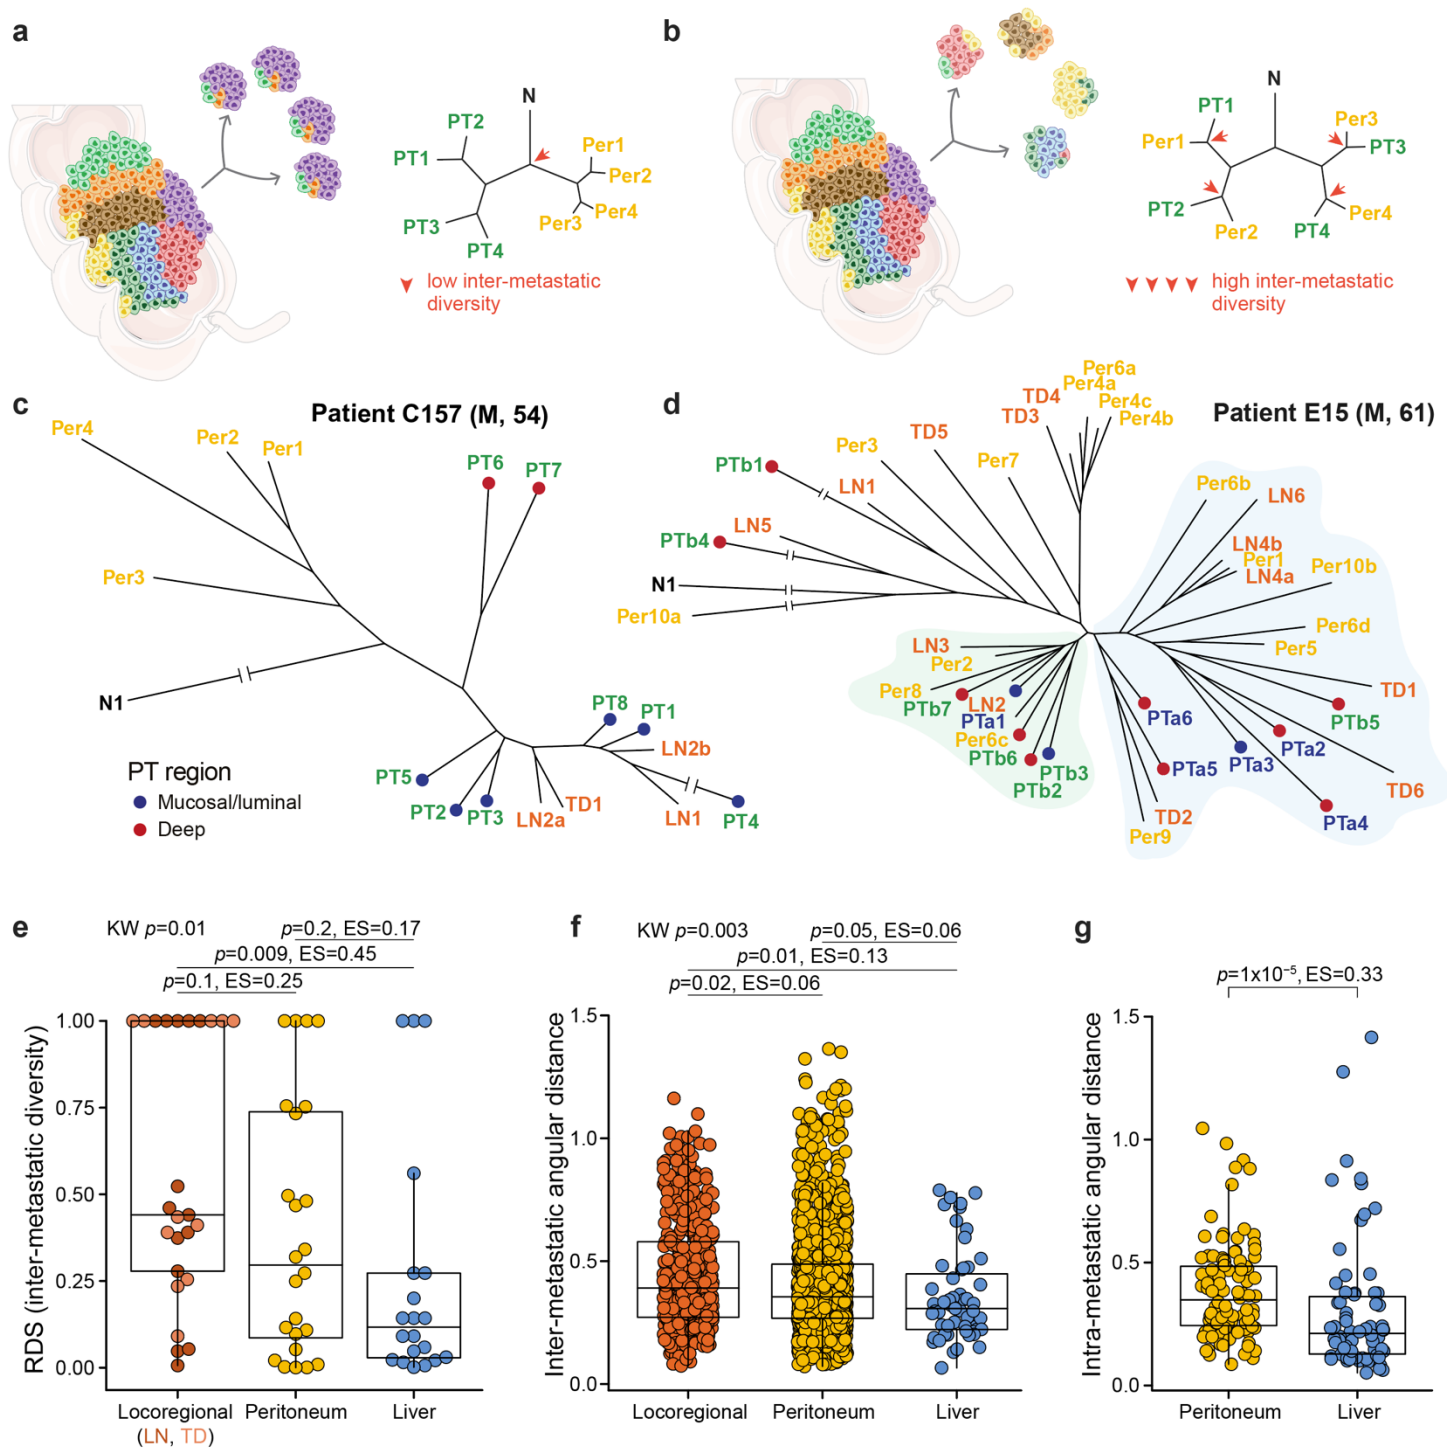 a
N
PT2
PT1
Per1
Per2
PT3
PT4
Per3
Per4
low inter-metastatic
diversity
b
N
PT1
Per1
Per3
PT3
PT2
Per2
PT4
Per4
high inter-metastatic
diversity
c
Patient C157 (M, 54)
Per4
Per2
Per1
PT6
PT7
Per3
N1
PT8
PT1
LN2b
PT5
PT2
PT3
LN2a
TD1
LN1
PT4
PT region
Mucosal/luminal
Deep
d
Patient E15 (M, 61)
Per6a
Per4a
TD4
Per4c
TD3
Per4b
TD5
Per3
Per7
PTb1
LN1
Per6b
LN6
LN5
PTb4
LN4b
Per1
LN4a
Per10b
N1
Per10a
Per6d
LN3
Per5
Per2
Per8
PTb7
LN2
PTa1
Per6c
PTb6
PTb3
PTb2
TD1
PTa6
PTb5
PTa2
PTa3
PTa5
TD6
TD2
PTa4
Per9
e
KW p=0.01
p=0.2, ES=0.17
p=0.009, ES=0.45
p=0.1, ES=0.25
RDS (inter-metastatic diversity)
1.00
0.75
0.50
0.25
0.00
Locoregional
(LN, TD)
Peritoneum
Liver
f
KW p=0.003
p=0.05, ES=0.06
p=0.01, ES=0.13
p=0.02, ES=0.06
Inter-metastatic angular distance
1.5
1.0
0.5
0.0
Locoregional
Peritoneum
Liver
g
p=1x10⁻⁵, ES=0.33
Intra-metastatic angular distance
1.5
1.0
0.5
0.0
Peritoneum
Liver